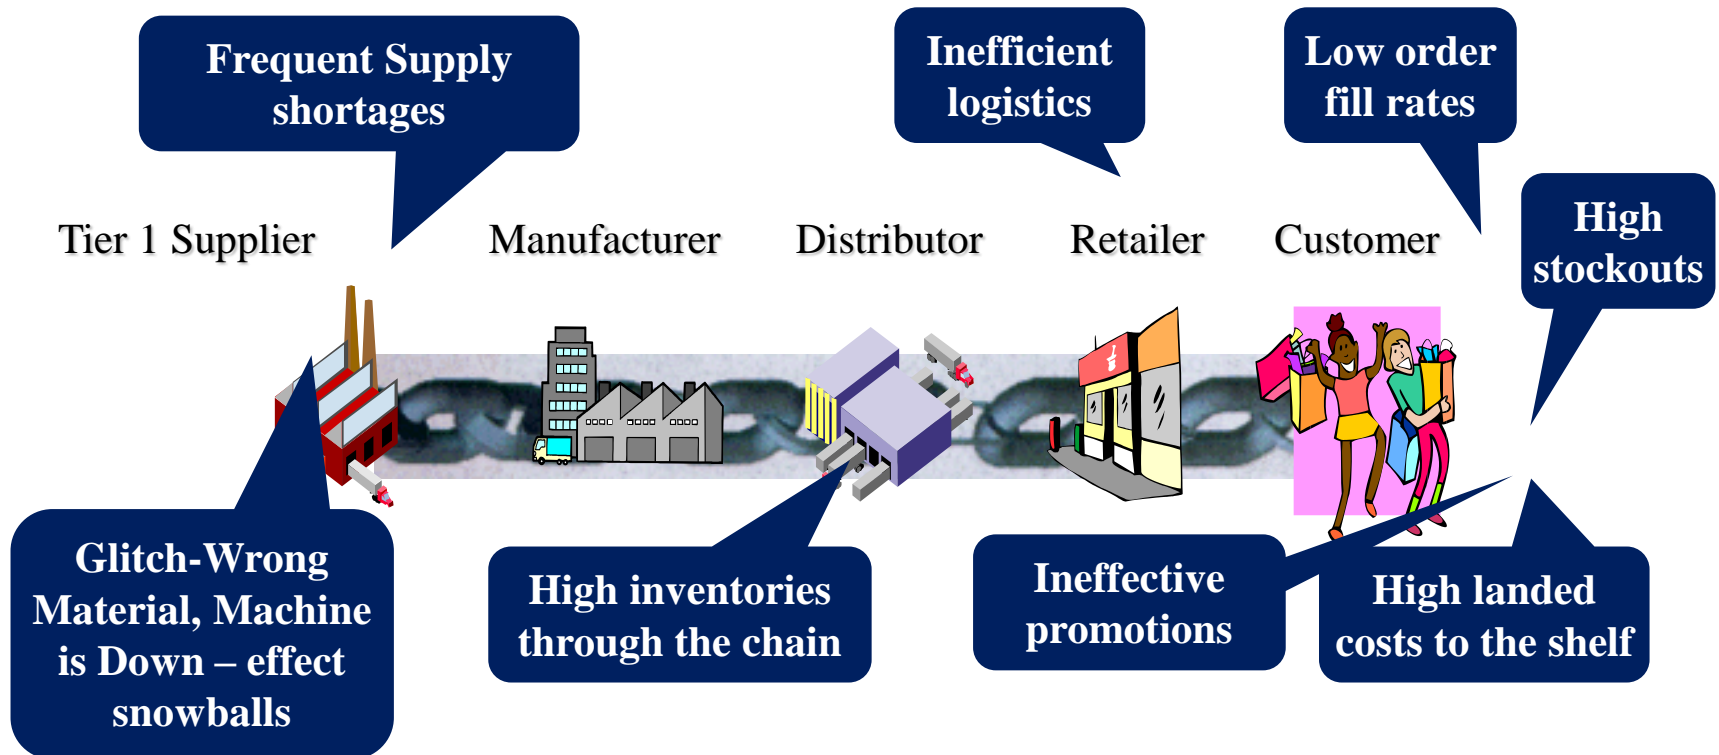 Frequent Supply
shortages
Inefficient
logistics
Low order
fill rates
High
stockouts
Tier 1 Supplier
Manufacturer
Distributor
Retailer
Customer
Glitch-Wrong
Material, Machine
is Down – effect
snowballs
High inventories
through the chain
Ineffective
promotions
High landed
costs to the shelf